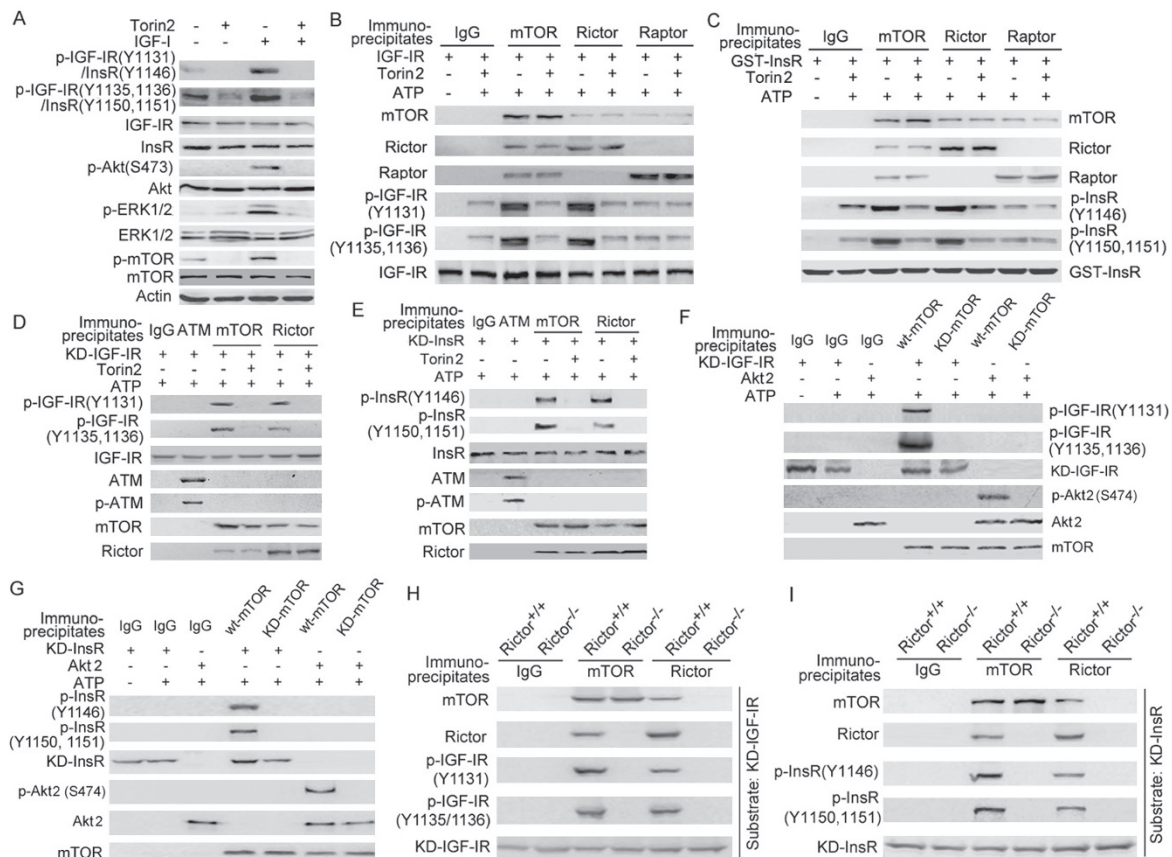 A
Torin2 - + - +
IGF-I - - + +
p-IGF-IR(Y1131)
/InsR(Y1146)
p-IGF-IR(Y1135,1136)
/InsR(Y1150,1151)
IGF-IR
InsR
p-Akt(S473)
Akt
p-ERK1/2
ERK1/2
p-mTOR
mTOR
Actin
B
Immuno-
precipitates IgG mTOR Rictor Raptor
IGF-IR + + + + + + + +
Torin2 - + - + - + - +
ATP - + + + + + + +
mTOR
Rictor
Raptor
p-IGF-IR
(Y1131)
p-IGF-IR
(Y1135,1136)
IGF-IR
C
Immuno-
precipitates IgG mTOR Rictor Raptor
GST-InsR + + + + + + + +
Torin2 - + - + - + - +
ATP - + + + + + + +
mTOR
Rictor
Raptor
p-InsR
(Y1146)
p-InsR
(Y1150,1151)
GST-InsR
D
Immuno-
precipitates IgG ATM mTOR Rictor
KD-IGF-IR + + + + + +
Torin2 - - - + - +
ATP + + + + + +
p-IGF-IR(Y1131)
p-IGF-IR
(Y1135,1136)
IGF-IR
ATM
p-ATM
mTOR
Rictor
E
Immuno-
precipitates IgG ATM mTOR Rictor
KD-InsR + + + + + +
Torin2 - - - + - +
ATP + + + + + +
p-InsR(Y1146)
p-InsR
(Y1150,1151)
InsR
ATM
p-ATM
mTOR
Rictor
F
Immuno-
precipitates IgG IgG IgG wt-mTOR KD-mTOR wt-mTOR KD-mTOR
KD-IGF-IR + + - + + - -
Akt2 - - + - - + +
ATP - + + + + + +
p-IGF-IR(Y1131)
p-IGF-IR
(Y1135,1136)
KD-IGF-IR
p-Akt2(S474)
Akt2
mTOR
G
Immuno-
precipitates IgG IgG IgG wt-mTOR KD-mTOR wt-mTOR KD-mTOR
KD-InsR + + - + + - -
Akt 2 - - + - - + +
ATP - + + + + + +
p-InsR
(Y1146)
p-InsR
(Y1150, 1151)
KD-InsR
p-Akt2 (S474)
Akt2
mTOR
H
Rictor+/+ Rictor-/- Rictor+/+ Rictor-/- Rictor+/+ Rictor-/-
Immuno-
precipitates IgG mTOR Rictor
mTOR
Rictor
p-IGF-IR
(Y1131)
p-IGF-IR
(Y1135/1136)
KD-IGF-IR
Substrate: KD-IGF-IR
I
Rictor+/+ Rictor-/- Rictor+/+ Rictor-/- Rictor+/+ Rictor-/-
Immuno-
precipitates IgG mTOR Rictor
mTOR
Rictor
p-InsR(Y1146)
p-InsR
(Y1150,1151)
KD-InsR
Substrate: KD-InsR